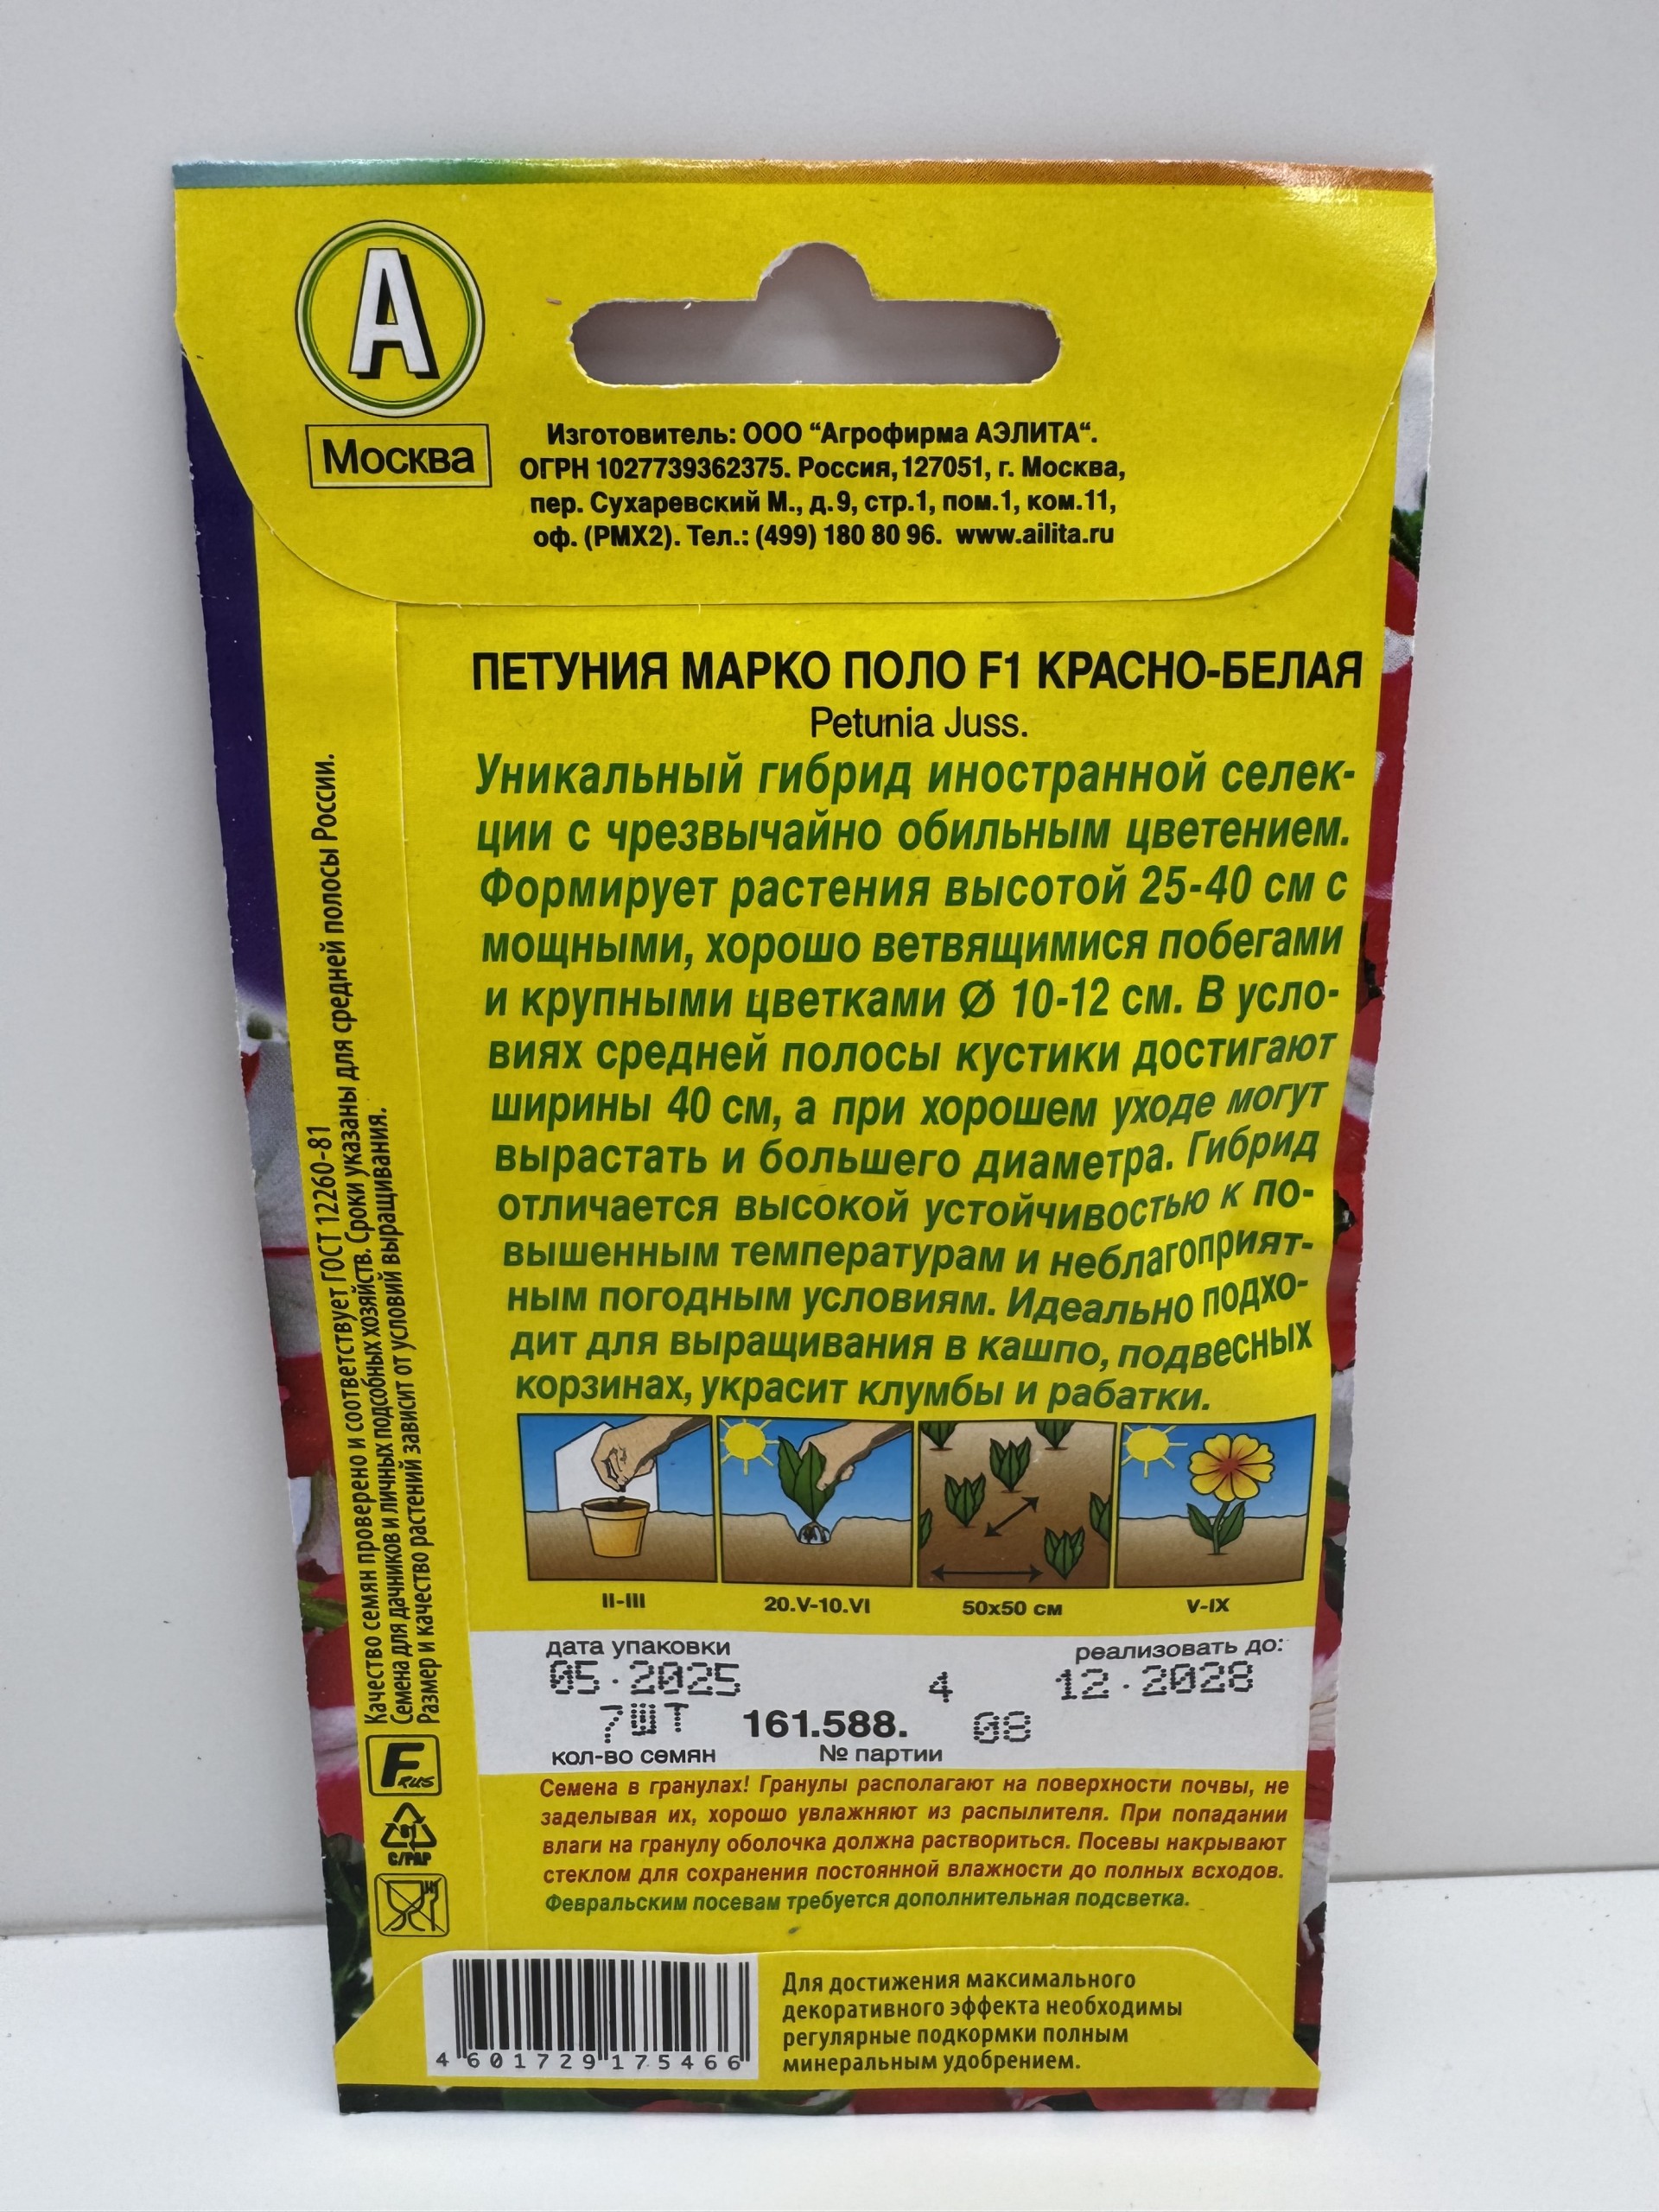 А
Москва
Изготовитель: ООО “Агрофирма АЭЛИТА“.
ОГРН 1027739362375. Россия, 127051, г. Москва,
пер. Сухаревский М., д.9, стр.1, пом.1, ком.11,
оф. (РМХ2). Тел.: (499) 180 80 96. www.ailita.ru
ПЕТУНИЯ МАРКО ПОЛО F1 КРАСНО-БЕЛАЯ
Petunia Juss.
Уникальный гибрид иностранной селек-
ции с чрезвычайно обильным цветением.
Формирует растения высотой 25-40 см с
мощными, хорошо ветвящимися побегами
и крупными цветками Ø 10-12 см. В усло-
виях средней полосы кустики достигают
ширины 40 см, а при хорошем уходе могут
вырастать и большего диаметра. Гибрид
отличается высокой устойчивостью к по-
вышенным температурам и неблагоприят-
ным погодным условиям. Идеально подхо-
дит для выращивания в кашпо, подвесных
корзинах, украсит клумбы и рабатки.
II-III
20.V-10.VI
50х50 см
V-IX
дата упаковки
реализовать до:
05.2025
4
12.2028
7ШТ
161.588.
08
кол-во семян
№ партии
Семена в гранулах! Гранулы располагают на поверхности почвы, не
заделывая их, хорошо увлажняют из распылителя. При попадании
влаги на гранулу оболочка должна раствориться. Посевы накрывают
стеклом для сохранения постоянной влажности до полных всходов.
Февральским посевам требуется дополнительная подсветка.
Качество семян проверено и соответствует ГОСТ 12260-81
Семена для дачников и личных подсобных хозяйств. Сроки указаны для средней полосы России.
Размер и качество растений зависит от условий выращивания.
F RUS
81
C/PAP
4 601729 175466
Для достижения максимального
декоративного эффекта необходимы
регулярные подкормки полным
минеральным удобрением.